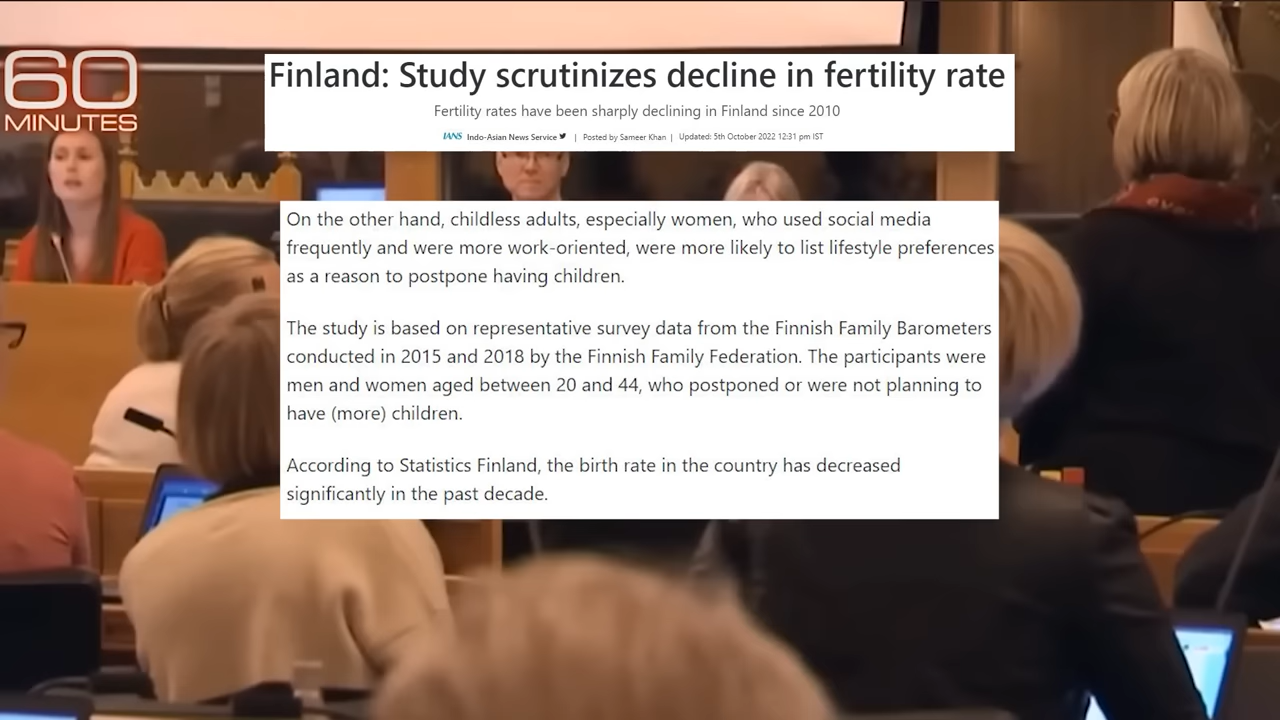 60
MINUTES
Finland: Study scrutinizes decline in fertility rate
Fertility rates have been sharply declining in Finland since 2010
IANS Indo-Asian News Service | Posted by Sameer Khan | Updated: 5th October 2022 12:31 pm IST
On the other hand, childless adults, especially women, who used social media
frequently and were more work-oriented, were more likely to list lifestyle preferences
as a reason to postpone having children.
The study is based on representative survey data from the Finnish Family Barometers
conducted in 2015 and 2018 by the Finnish Family Federation. The participants were
men and women aged between 20 and 44, who postponed or were not planning to
have (more) children.
According to Statistics Finland, the birth rate in the country has decreased
significantly in the past decade.